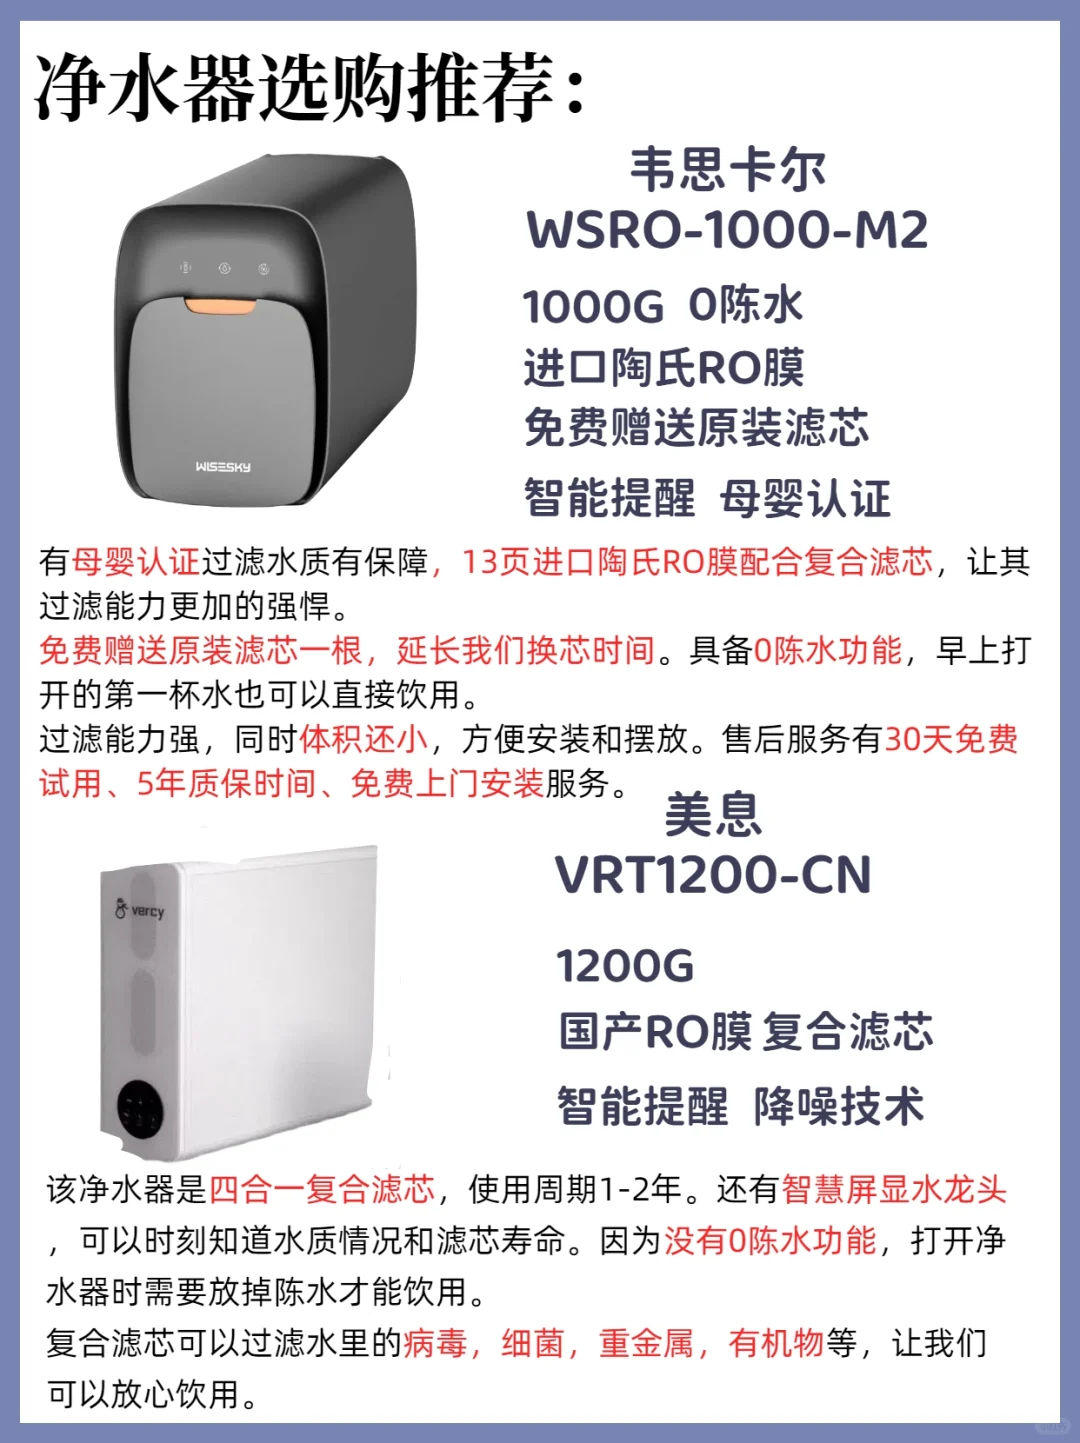 净水器选购推荐：
韦思卡尔
WSRO-1000-M2
1000G 0陈水
进口陶氏RO膜
免费赠送原装滤芯
智能提醒 母婴认证
WISESKY
有母婴认证过滤水质有保障，13页进口陶氏RO膜配合复合滤芯，让其
过滤能力更加的强悍。
免费赠送原装滤芯一根，延长我们换芯时间。具备0陈水功能，早上打
开的第一杯水也可以直接饮用。
过滤能力强，同时体积还小，方便安装和摆放。售后服务有30天免费
试用、5年质保时间、免费上门安装服务。
美息
VRT1200-CN
vercy
1200G
国产RO膜 复合滤芯
智能提醒 降噪技术
该净水器是四合一复合滤芯，使用周期1-2年。还有智慧屏显水龙头
，可以时刻知道水质情况和滤芯寿命。因为没有0陈水功能，打开净
水器时需要放掉陈水才能饮用。
复合滤芯可以过滤水里的病毒，细菌，重金属，有机物等，让我们
可以放心饮用。